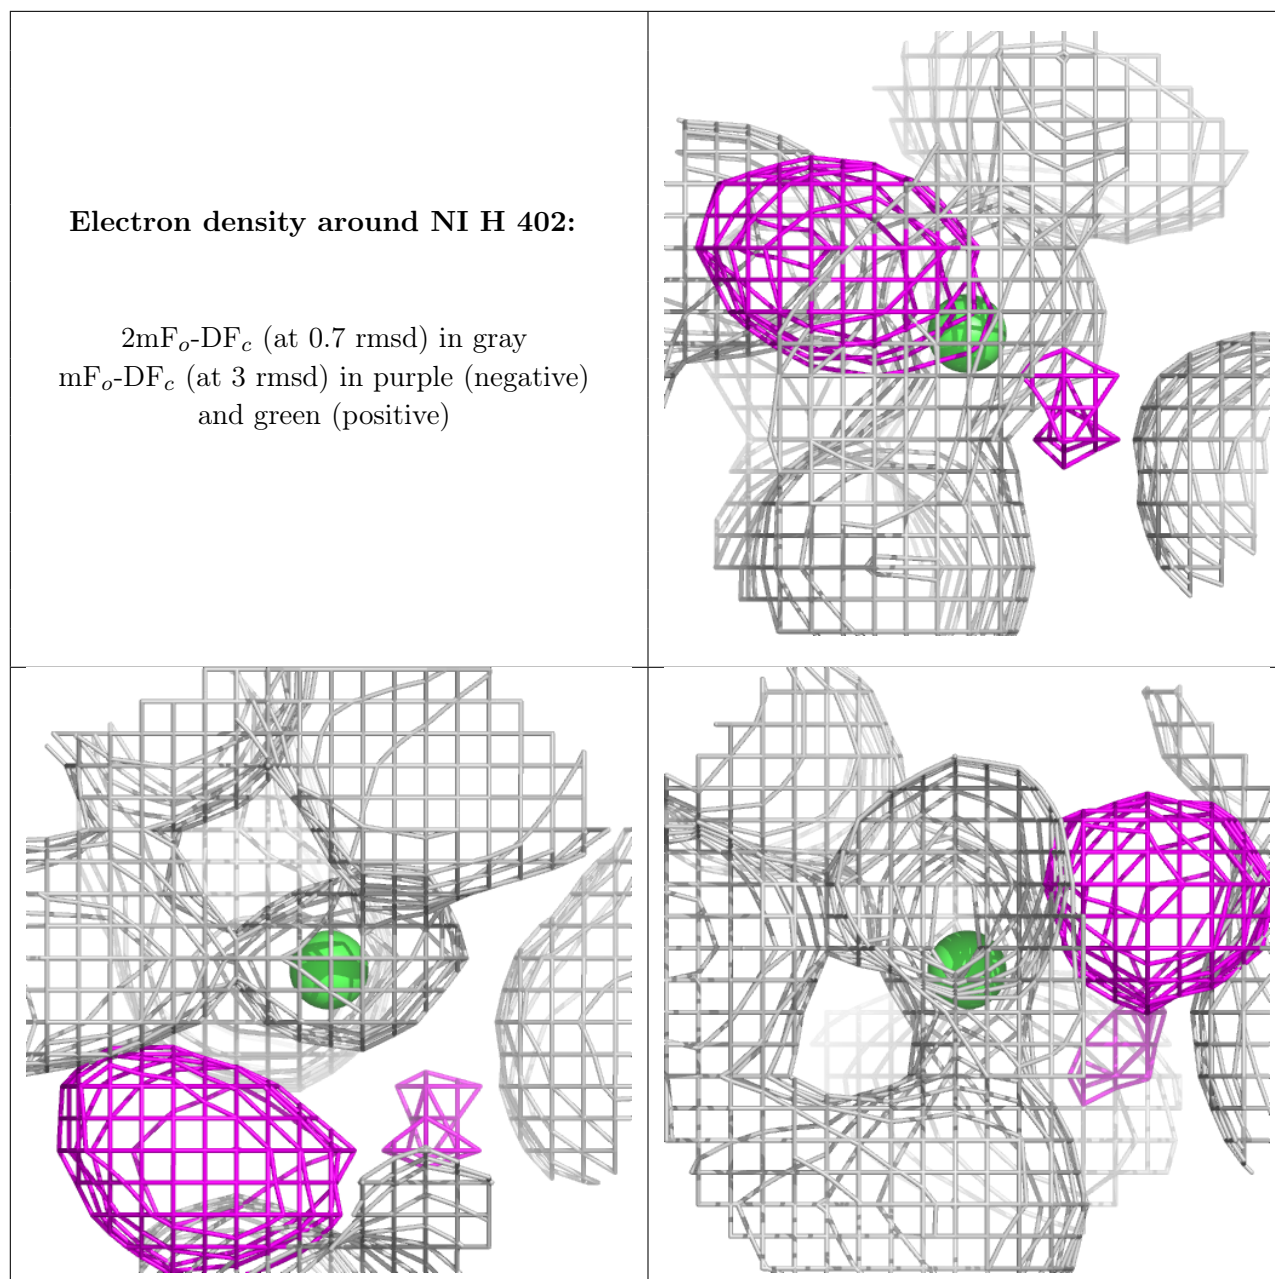 Electron density around NI H 402:
2mFo-DFc (at 0.7 rmsd) in gray
mFo-DFc (at 3 rmsd) in purple (negative)
and green (positive)